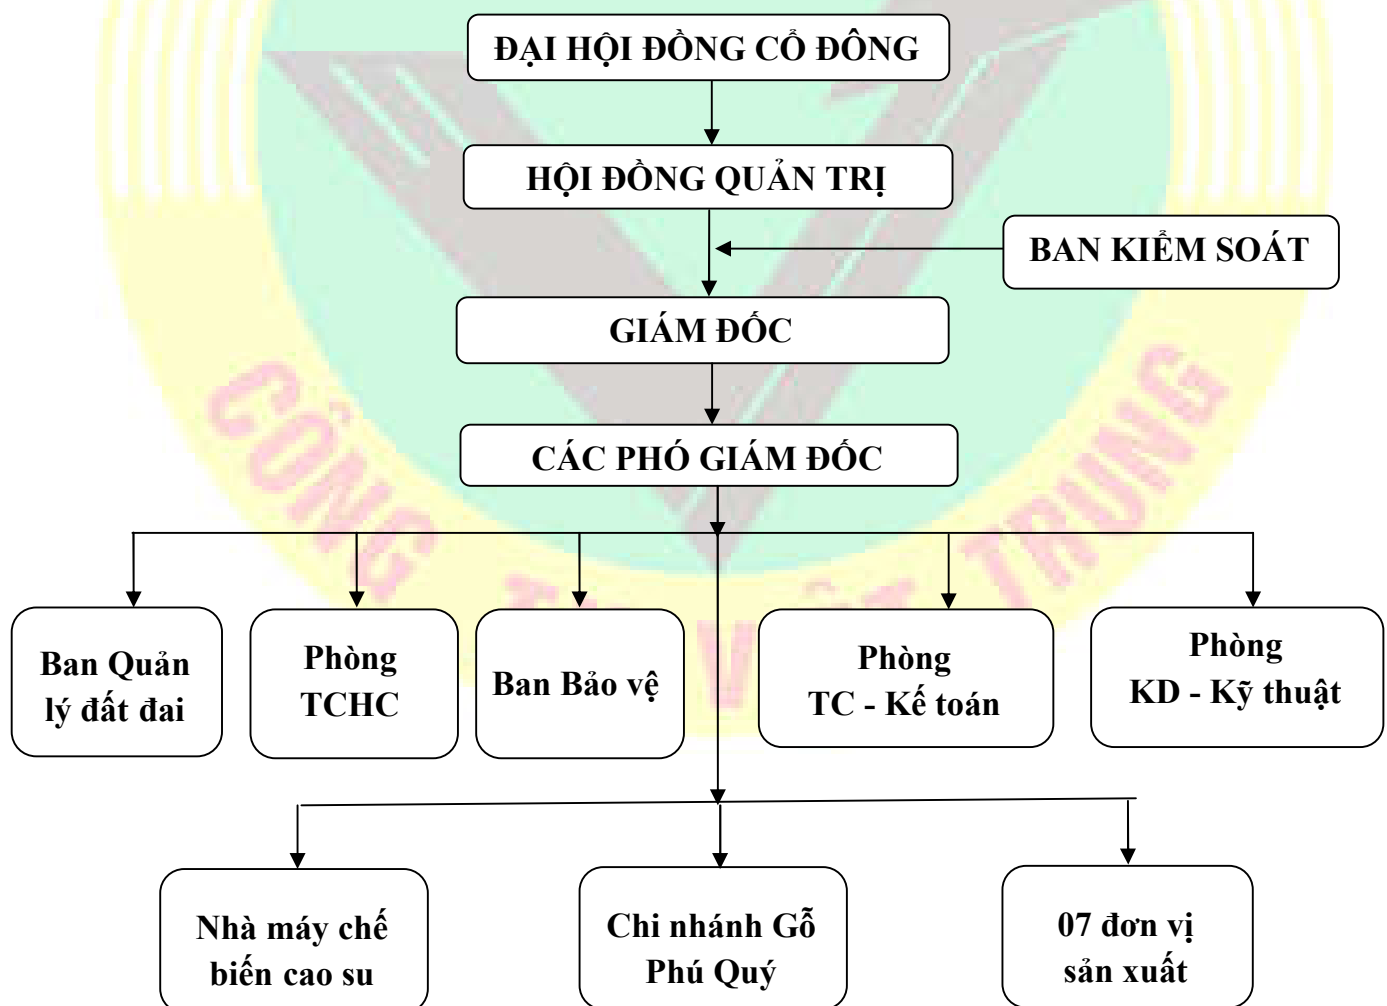 ĐẠI HỘI ĐỒNG CỔ ĐÔNG
HỘI ĐỒNG QUẢN TRỊ
BAN KIỂM SOÁT
GIÁM ĐỐC
CÁC PHÓ GIÁM ĐỐC
Ban Quản
lý đất đai
Phòng
TCHC
Ban Bảo vệ
Phòng
TC - Kế toán
Phòng
KD - Kỹ thuật
Nhà máy chế
biến cao su
Chi nhánh Gỗ
Phú Quý
07 đơn vị
sản xuất
CÔNG
TRUNG